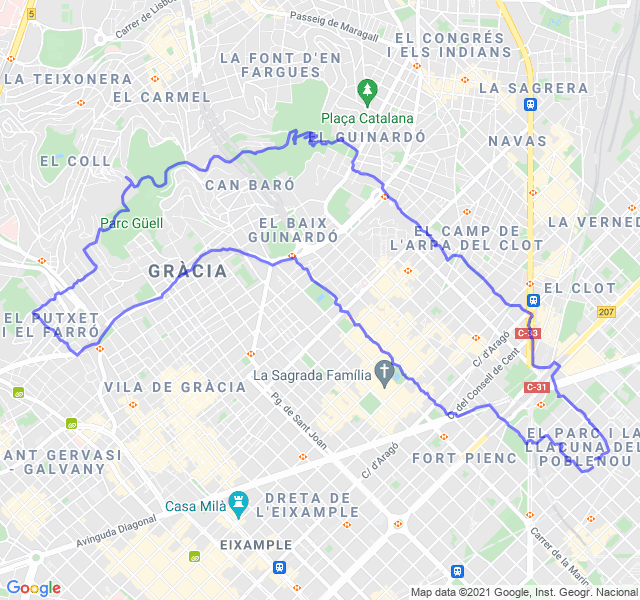 5
Carrer de Lisboa
Passeig de Maragall
EL CONGRÉS
I ELS INDIANS
LA FONT D'EN
FARGUES
LA TEIXONERA
EL CARMEL
LA SAGRERA
Plaça Catalana
EL GUINARDÓ
NAVAS
EL COLL
CAN BARÓ
Parc Güell
EL BAIX
GUINARDÓ
EL CAMP DE
L'ARPA DEL CLOT
LA VERNED
GRÀCIA
EL CLOT
EL PUTXET
I EL FARRÓ
207
C-33
C/ d'Aragó
C/ del Consell de Cent
La Sagrada Família
VILA DE GRÀCIA
C-31
Pg. de Sant Joan
EL PARC I LA
LLACUNA DEL
POBLENOU
ANT GERVASI
- GALVANY
C/ d'Aragó
FORT PIENC
DRETA DE
L'EIXAMPLE
Casa Milà
Avinguda Diagonal
EIXAMPLE
Carrer de la Marina
Google
Map data ©2021 Google, Inst. Geogr. Nacional